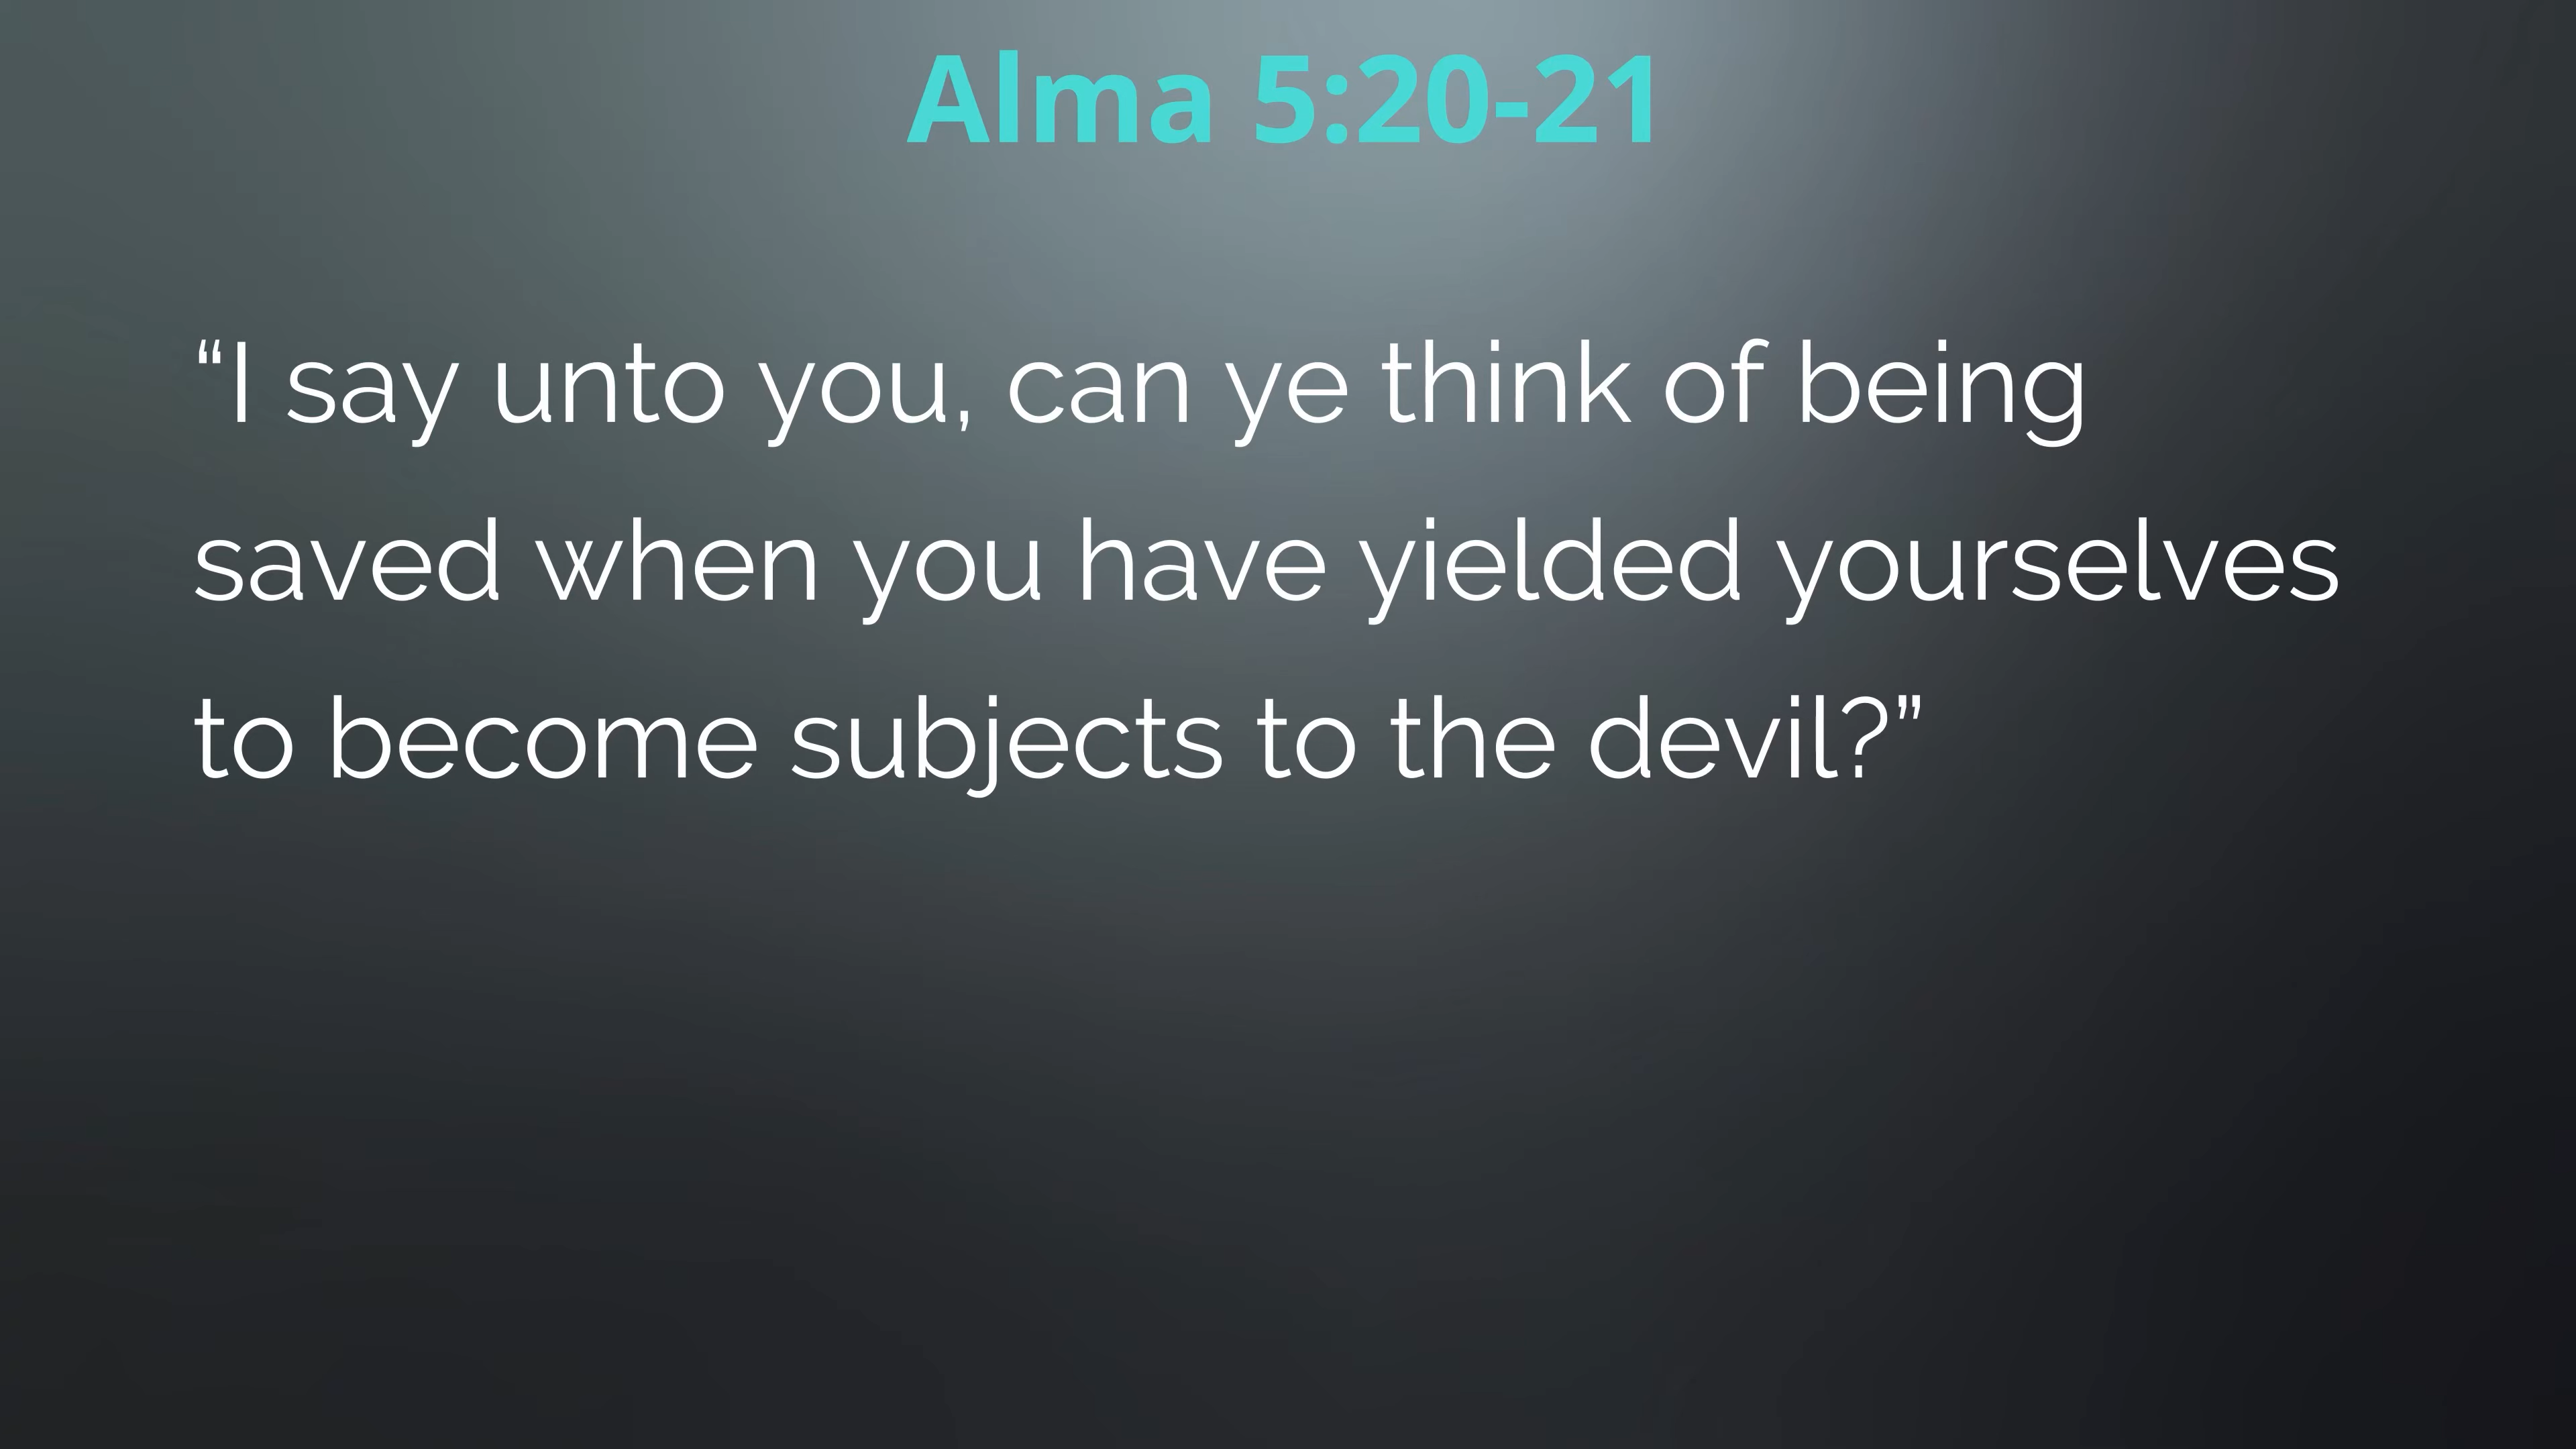 Alma 5:20-21
“I say unto you, can ye think of being
saved when you have yielded yourselves
to become subjects to the devil?”